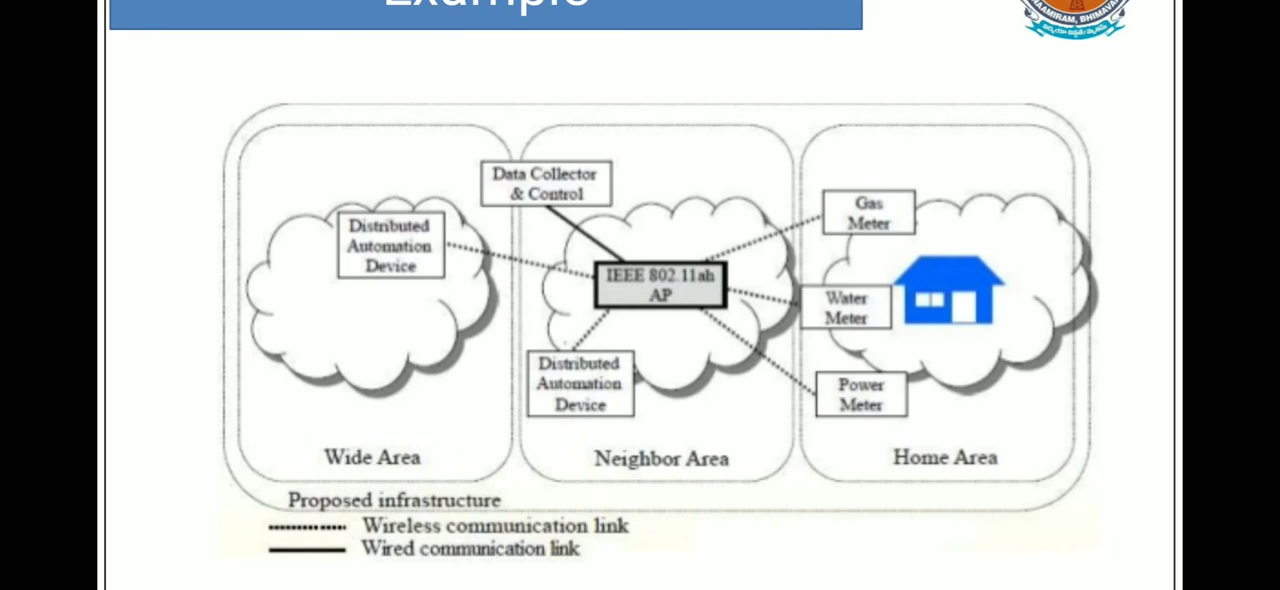 Example
Data Collector
& Control
Distributed
Automation
Device
IEEE 802.11ah
AP
Gas
Meter
Water
Meter
Distributed
Automation
Device
Power
Meter
Wide Area
Neighbor Area
Home Area
Proposed infrastructure
Wireless communication link
Wired communication link